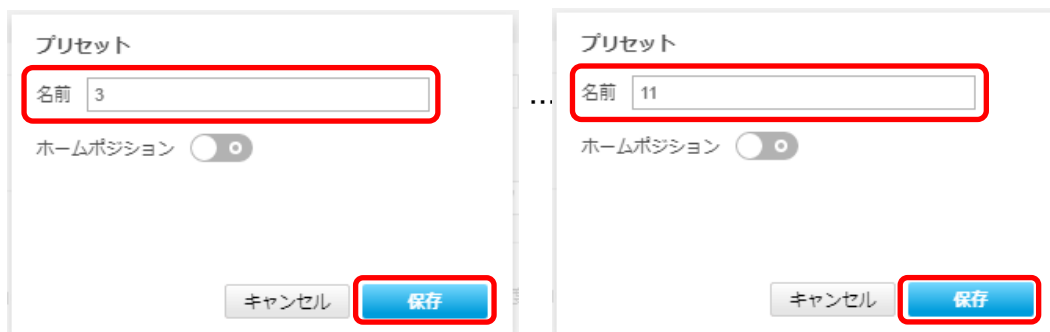 プリセット
名前 3
ホームポジション
キャンセル 保存
...
プリセット
名前 11
ホームポジション
キャンセル 保存